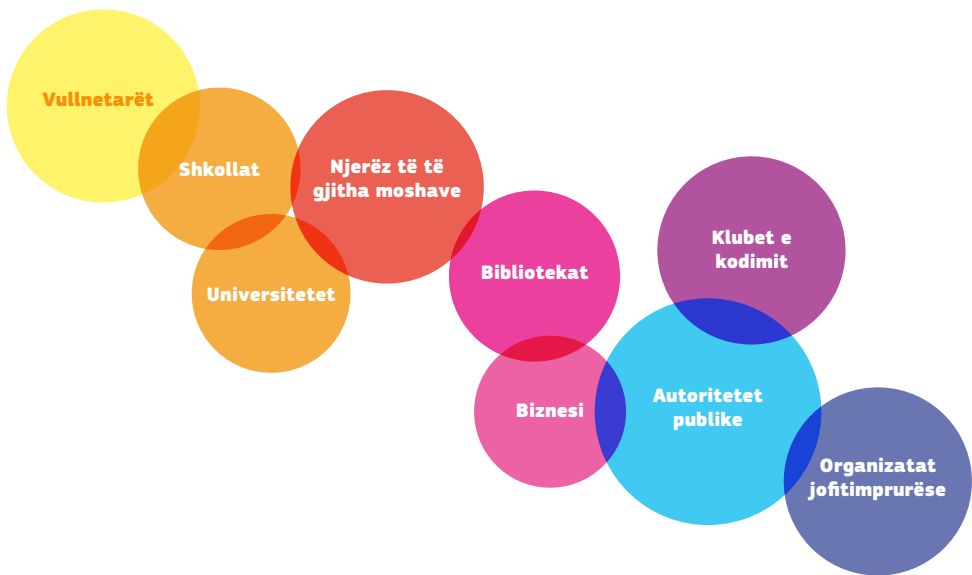 Vullnetarët
Shkollat
Njerëz të të
gjitha moshave
Universitetet
Bibliotekat
Biznesi
Klubet e
kodimit
Autoritetet
publike
Organizatat
jofitimprurëse